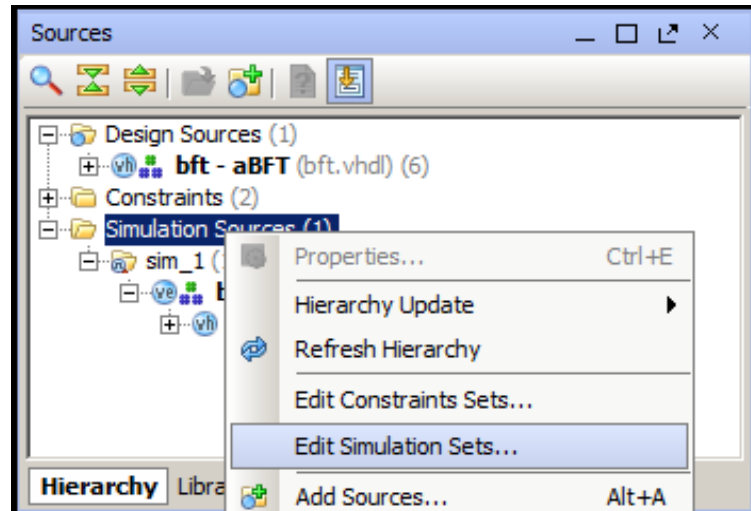 Sources
Design Sources (1)
bft - aBFT (bft.vhdl) (6)
Constraints (2)
Simulation Sources (1)
sim_1
Properties... Ctrl+E
Hierarchy Update
Refresh Hierarchy
Edit Constraints Sets...
Edit Simulation Sets...
Hierarchy
Add Sources... Alt+A